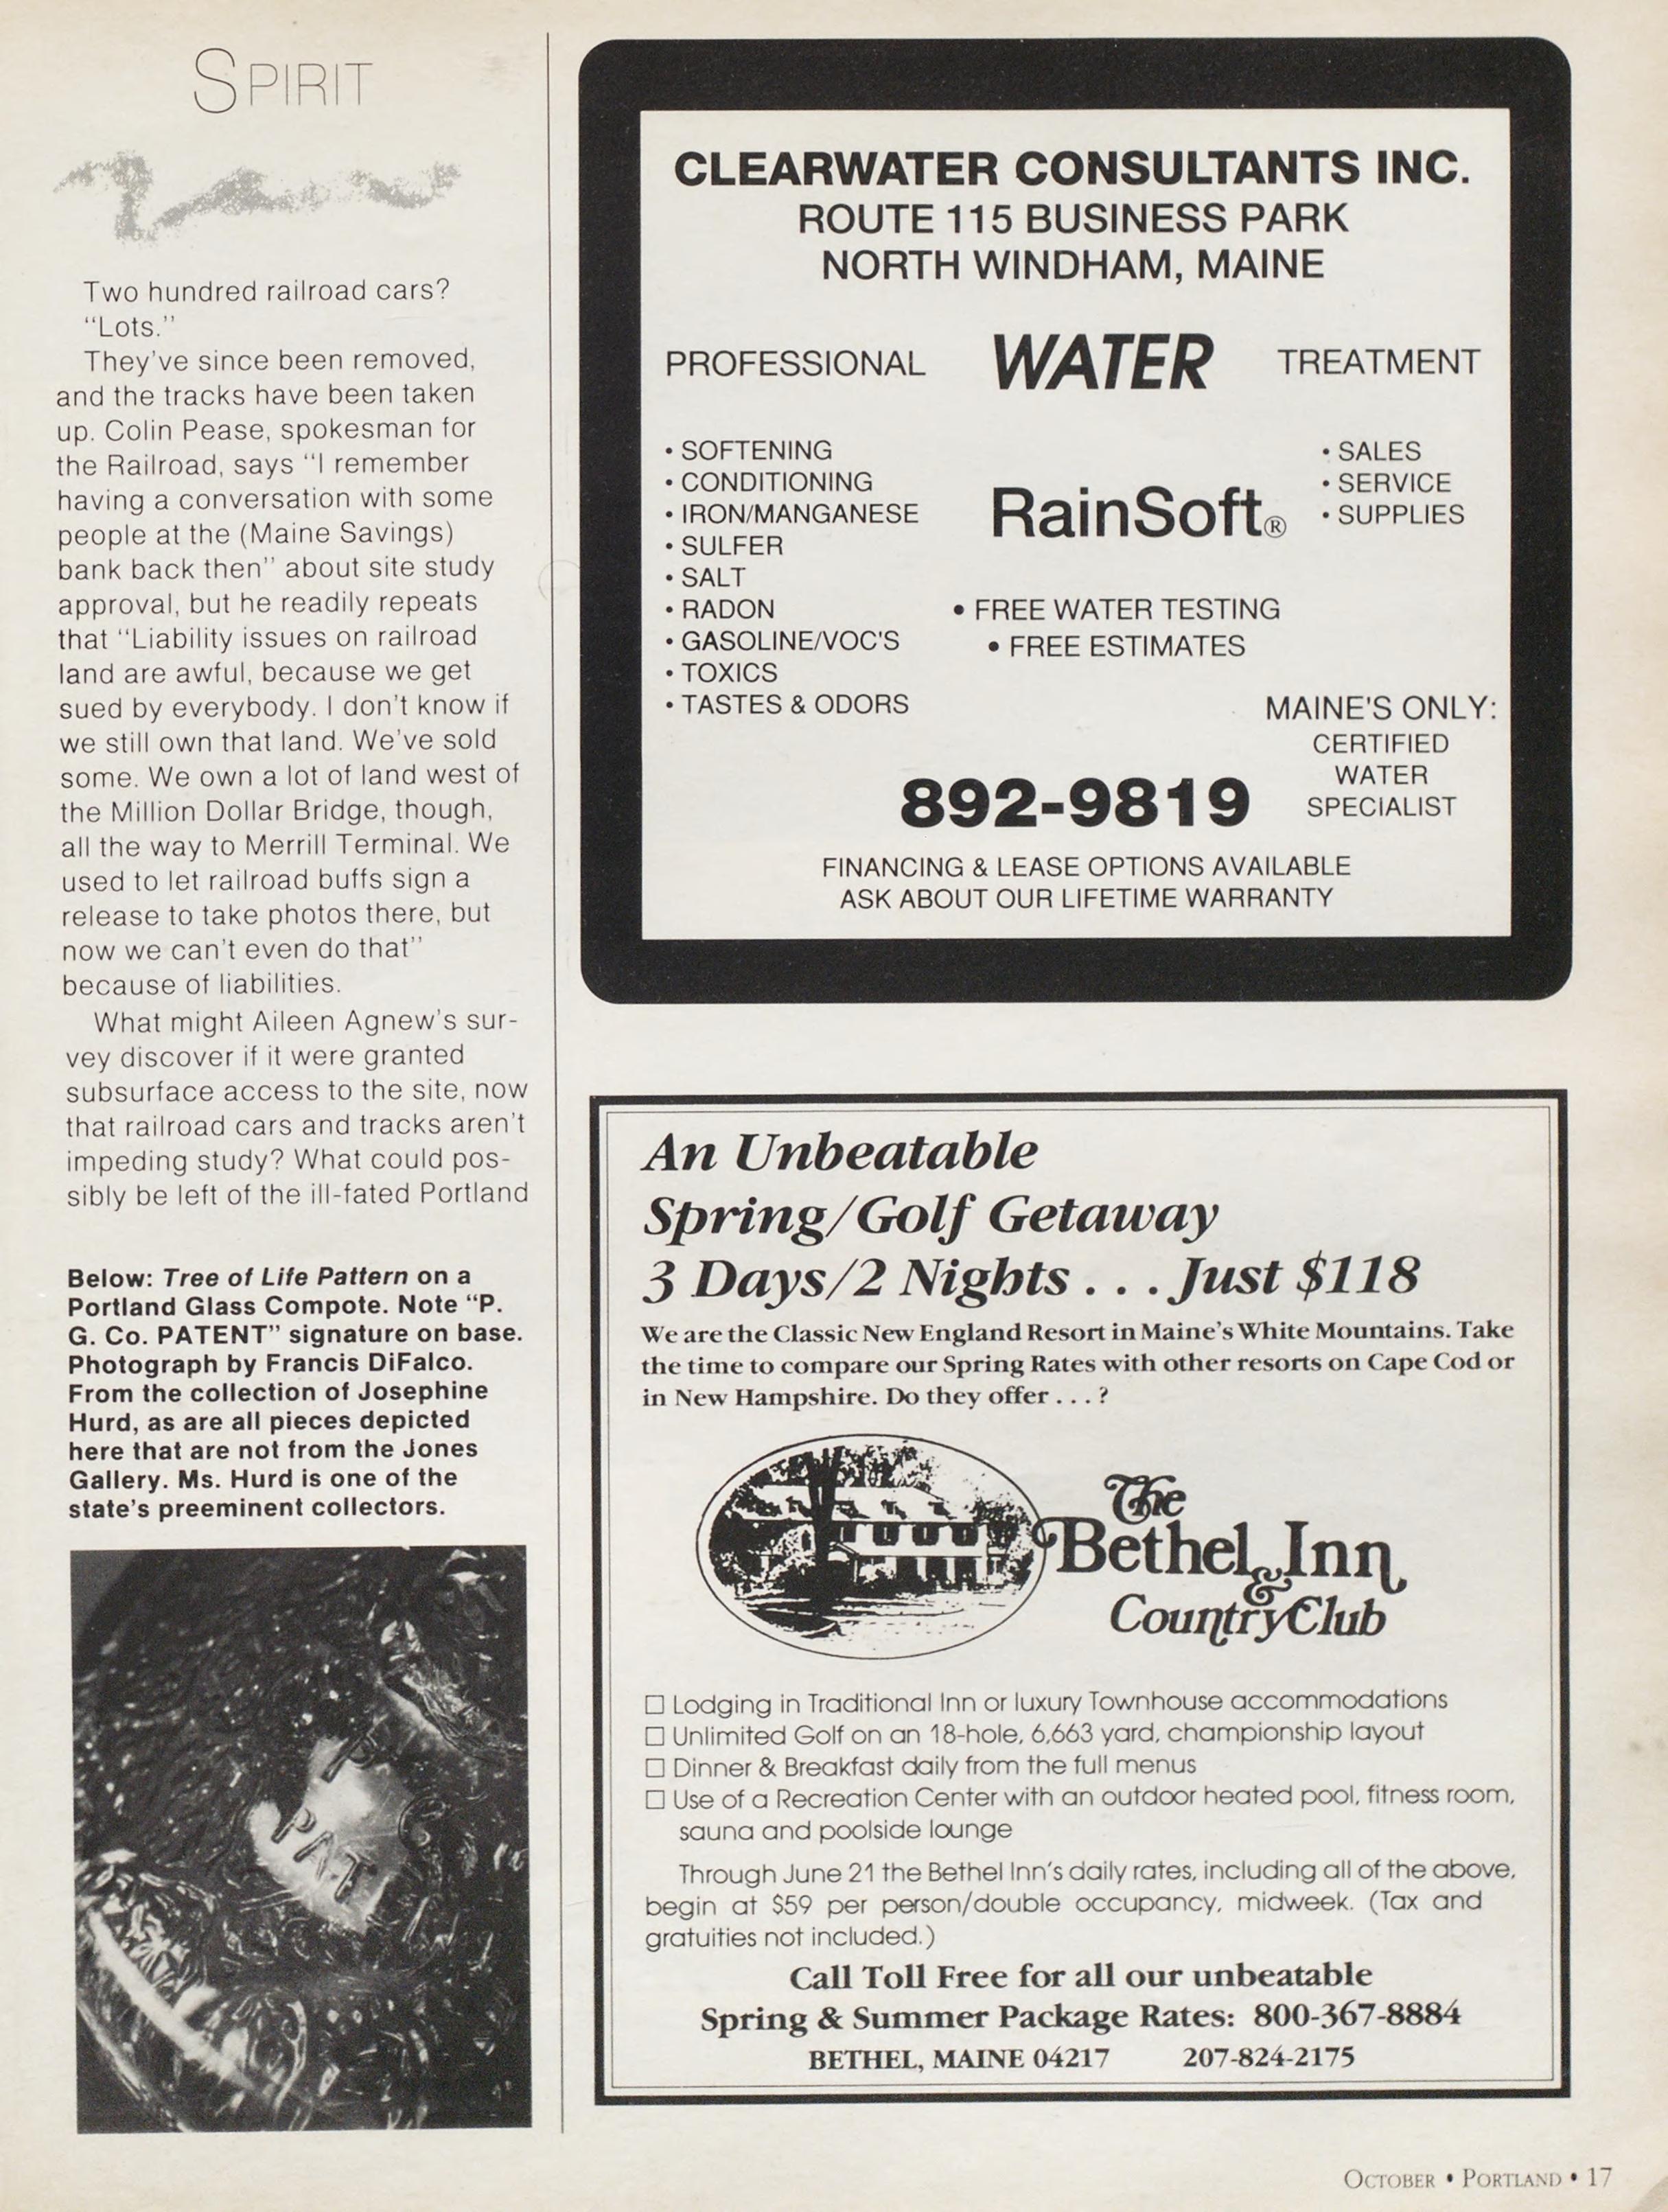 SPIRIT
Two hundred railroad cars?
"Lots."
They've since been removed,
and the tracks have been taken
up. Colin Pease, spokesman for
the Railroad, says "I remember
having a conversation with some
people at the (Maine Savings)
bank back then" about site study
approval, but he readily repeats
that "Liability issues on railroad
land are awful, because we get
sued by everybody. I don't know if
we still own that land. We've sold
some. We own a lot of land west of
the Million Dollar Bridge, though,
all the way to Merrill Terminal. We
used to let railroad buffs sign a
release to take photos there, but
now we can't even do that"
because of liabilities.
What might Aileen Agnew's sur-
vey discover if it were granted
subsurface access to the site, now
that railroad cars and tracks aren't
impeding study? What could pos-
sibly be left of the ill-fated Portland
Below: Tree of Life Pattern on a
Portland Glass Compote. Note "P.
G. Co. PATENT" signature on base.
Photograph by Francis DiFalco.
From the collection of Josephine
Hurd, as are all pieces depicted
here that are not from the Jones
Gallery. Ms. Hurd is one of the
state's preeminent collectors.
P G
PAT
CLEARWATER CONSULTANTS INC.
ROUTE 115 BUSINESS PARK
NORTH WINDHAM, MAINE
PROFESSIONAL WATER TREATMENT
• SOFTENING
• CONDITIONING
• IRON/MANGANESE
• SULFER
• SALT
• RADON
• GASOLINE/VOC'S
• TOXICS
• TASTES & ODORS
RainSoft®
• SALES
• SERVICE
• SUPPLIES
• FREE WATER TESTING
• FREE ESTIMATES
MAINE'S ONLY:
CERTIFIED
WATER
SPECIALIST
892-9819
FINANCING & LEASE OPTIONS AVAILABLE
ASK ABOUT OUR LIFETIME WARRANTY
An Unbeatable
Spring/Golf Getaway
3 Days/2 Nights . . . Just $118
We are the Classic New England Resort in Maine's White Mountains. Take
the time to compare our Spring Rates with other resorts on Cape Cod or
in New Hampshire. Do they offer . . . ?
The
Bethel Inn
&
Country Club
☐ Lodging in Traditional Inn or luxury Townhouse accommodations
☐ Unlimited Golf on an 18-hole, 6,663 yard, championship layout
☐ Dinner & Breakfast daily from the full menus
☐ Use of a Recreation Center with an outdoor heated pool, fitness room,
sauna and poolside lounge
Through June 21 the Bethel Inn's daily rates, including all of the above,
begin at $59 per person/double occupancy, midweek. (Tax and
gratuities not included.)
Call Toll Free for all our unbeatable
Spring & Summer Package Rates: 800-367-8884
BETHEL, MAINE 04217 207-824-2175
OCTOBER • PORTLAND • 17